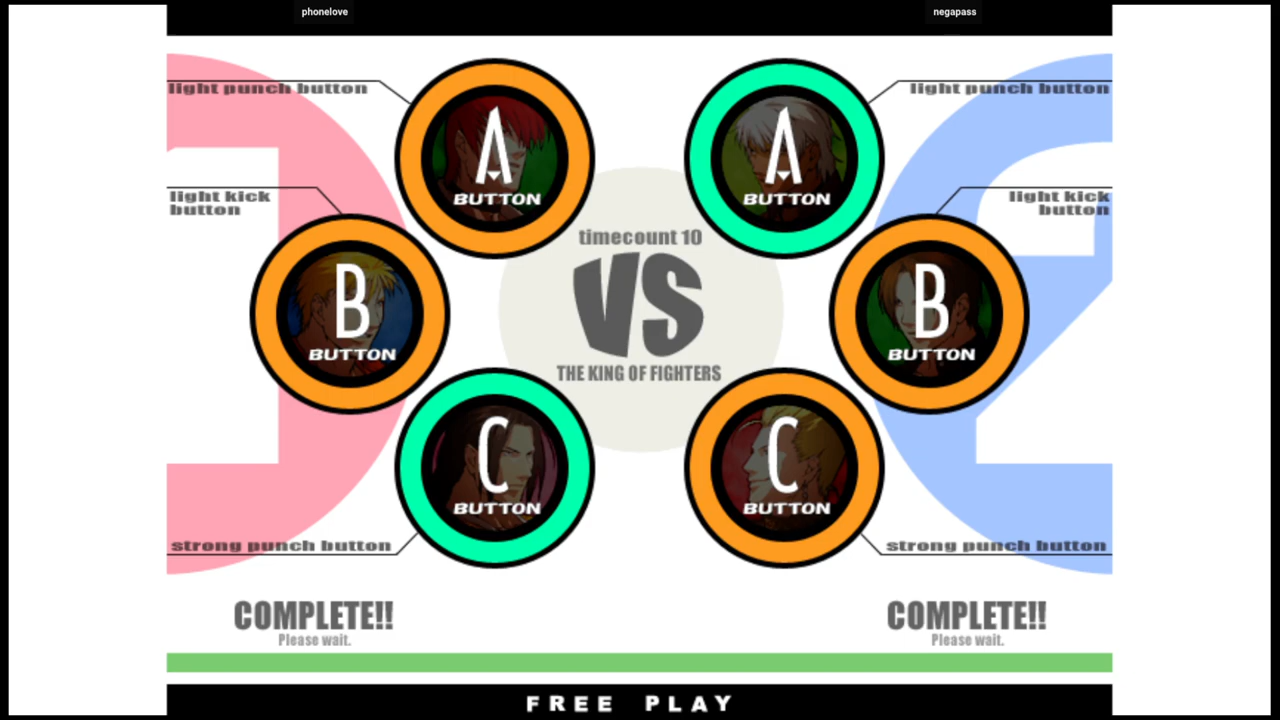 phonelove
negapass
light punch button
light punch button
A
BUTTON
A
BUTTON
light kick
button
light kick
button
timecount 10
VS
THE KING OF FIGHTERS
B
BUTTON
B
BUTTON
C
BUTTON
C
BUTTON
strong punch button
strong punch button
COMPLETE!!
Please wait.
COMPLETE!!
Please wait.
FREE PLAY
1
2